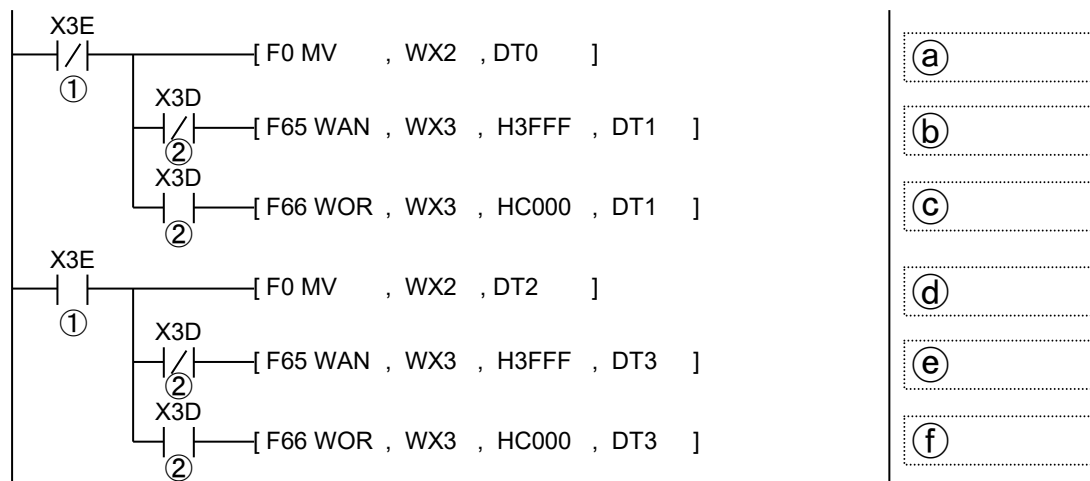 X3E
[ F0 MV , WX2 , DT0 ] ⓐ
①
X3D
[ F65 WAN , WX3 , H3FFF , DT1 ] ⓑ
②
X3D
[ F66 WOR , WX3 , HC000 , DT1 ] ⓒ
②
X3E
[ F0 MV , WX2 , DT2 ] ⓓ
①
X3D
[ F65 WAN , WX3 , H3FFF , DT3 ] ⓔ
②
X3D
[ F66 WOR , WX3 , HC000 , DT3 ] ⓕ
②